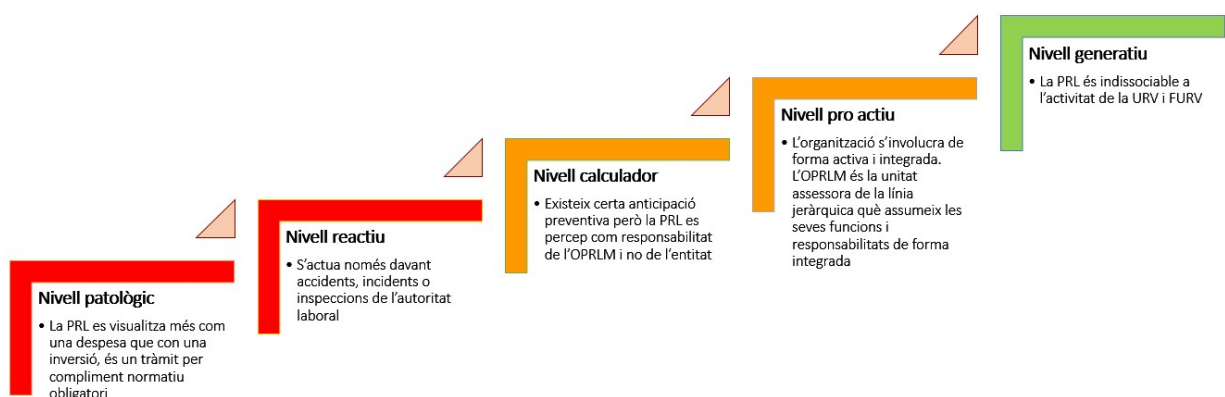 Nivell patològic
• La PRL es visualitza més com
una despesa que con una
inversió, és un tràmit per
compliment normatiu
obligatori
Nivell reactiu
• S'actua només davant
accidents, incidents o
inspeccions de l'autoritat
laboral
Nivell calculador
• Existeix certa anticipació
preventiva però la PRL es
percep com responsabilitat
de l'OPRLM i no de l'entitat
Nivell pro actiu
• L'organització s'involucra de
forma activa i integrada.
L'OPRLM és la unitat
assessora de la línia
jeràrquica què assumeix les
seves funcions i
responsabilitats de forma
integrada
Nivell generatiu
• La PRL és indissociable a
l'activitat de la URV i FURV